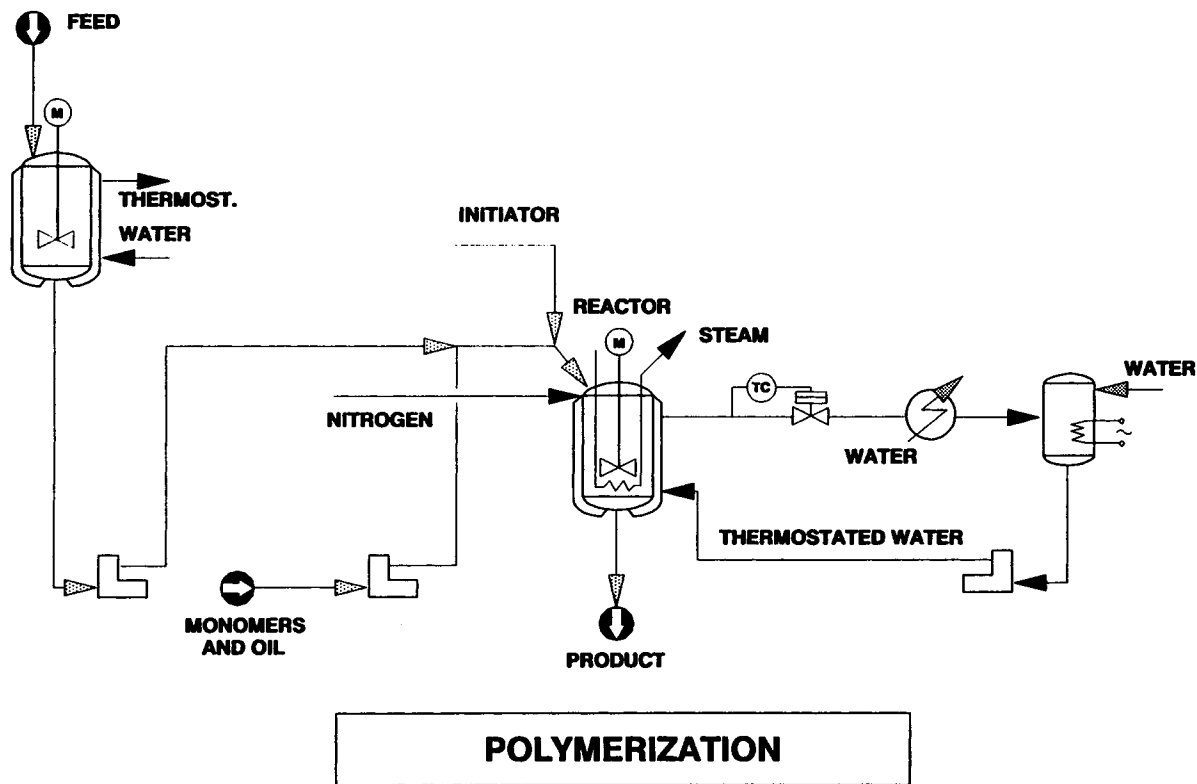 FEED
M
THERMOST.
WATER
INITIATOR
REACTOR
M
STEAM
TC
WATER
NITROGEN
WATER
THERMOSTATED WATER
MONOMERS
AND OIL
PRODUCT
POLYMERIZATION